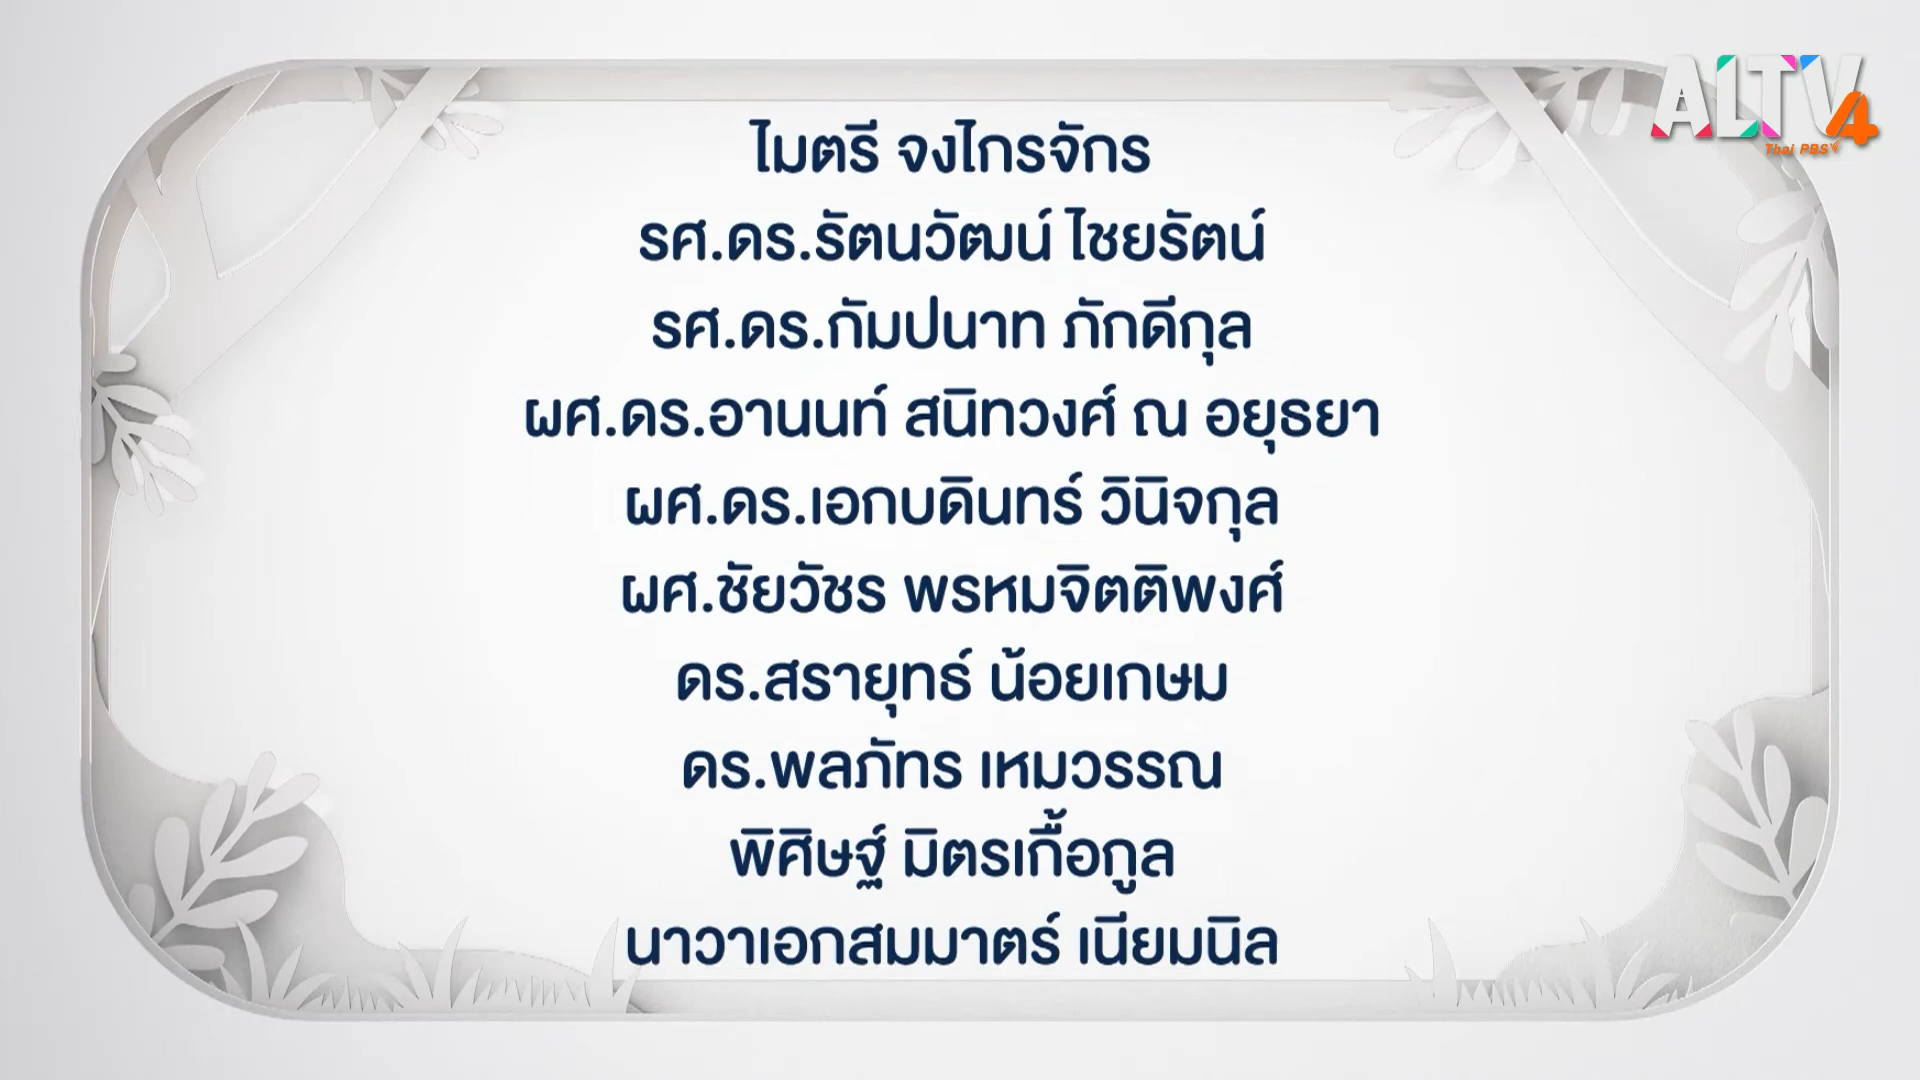 ALTV4
Thai PBS
ไมตรี จงไกรจักร
รศ.ดร.รัตนวัฒน์ ไชยรัตน์
รศ.ดร.กัมปนาท ภักดีกุล
ผศ.ดร.อานนท์ สนิทวงศ์ ณ อยุธยา
ผศ.ดร.เอกบดินทร์ วินิจกุล
ผศ.ชัยวัชร พรหมจิตติพงศ์
ดร.สรายุทธ์ น้อยเกษม
ดร.พลภัทร เหมวรรณ
พิศิษฐ์ มิตรเกื้อกูล
นาวาเอกสมมาตร์ เนียมนิล